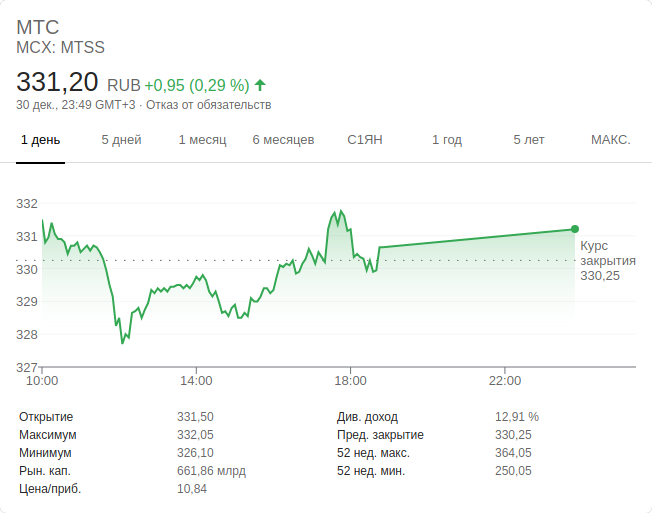 МТС
MCX: MTSS
331,20 RUB +0,95 (0,29 %)
30 дек., 23:49 GMT+3 · Отказ от обязательств
1 день 5 дней 1 месяц 6 месяцев С1ЯН 1 год 5 лет МАКС.
332
331
330
329
328
327
Курс
закрытия
330,25
10:00 14:00 18:00 22:00
Открытие 331,50 Див. доход 12,91 %
Максимум 332,05 Пред. закрытие 330,25
Минимум 326,10 52 нед. макс. 364,05
Рын. кап. 661,86 млрд 52 нед. мин. 250,05
Цена/приб. 10,84